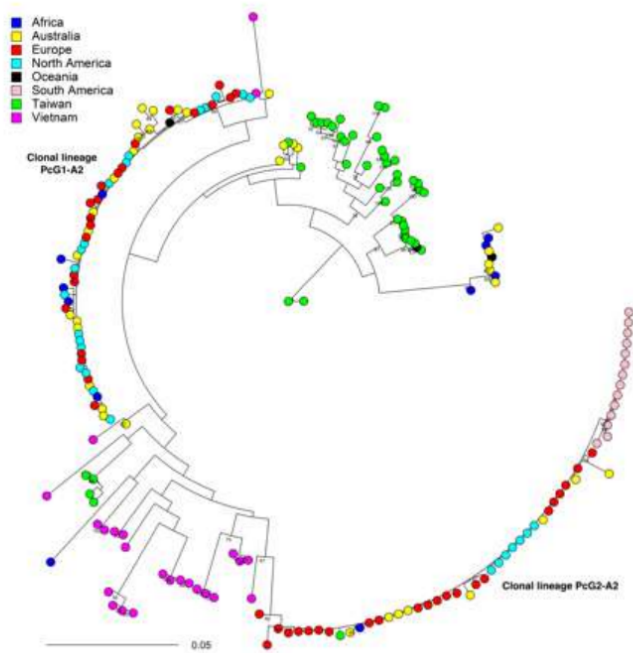 Africa
Australia
Europe
North America
Oceania
South America
Taiwan
Vietnam
Clonal lineage
PcG1-A2
Clonal lineage PcG2-A2
0.05